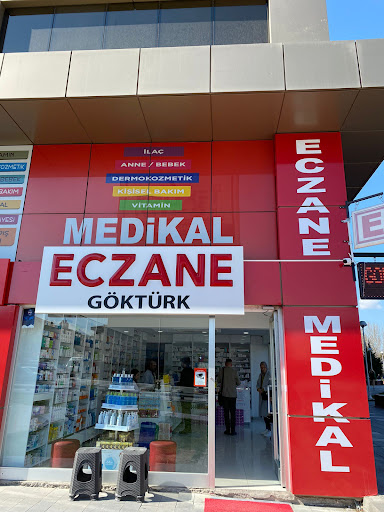 İLAÇ
ANNE / BEBEK
DERMOKOZMETİK
KİŞİSEL BAKIM
VİTAMİN
MEDİKAL
ECZANE
GÖKTÜRK
ECZANE
MEDİKAL
E